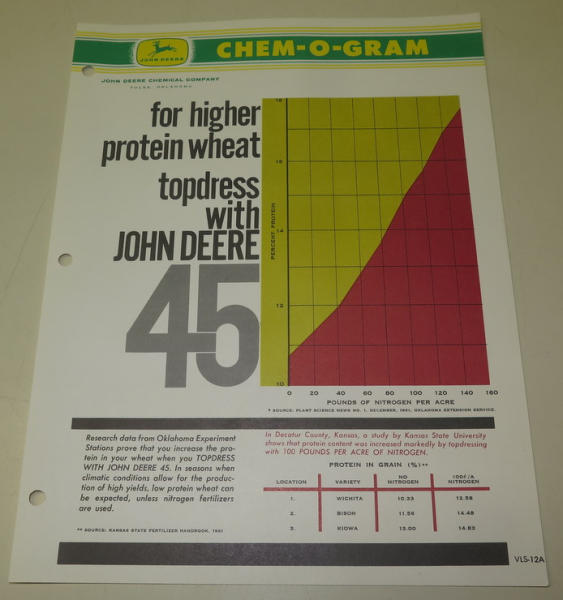 JOHN DEERE
CHEM-O-GRAM
JOHN DEERE CHEMICAL COMPANY
TULSA, OKLAHOMA
for higher
protein wheat
topdress
with
JOHN DEERE
45
PERCENT PROTEIN
18
16
14
12
10
0 20 40 60 80 100 120 140 160
POUNDS OF NITROGEN PER ACRE
* SOURCE: PLANT SCIENCE NEWS NO. 1, DECEMBER, 1961, OKLAHOMA EXTENSION SERVICE.
Research data from Oklahoma Experiment
Stations prove that you increase the pro-
tein in your wheat when you TOPDRESS
WITH JOHN DEERE 45. In seasons when
climatic conditions allow for the produc-
tion of high yields, low protein wheat can
be expected, unless nitrogen fertilizers
are used.
** SOURCE: KANSAS STATE FERTILIZER HANDBOOK, 1961
In Decatur County, Kansas, a study by Kansas State University
shows that protein content was increased markedly by topdressing
with 100 POUNDS PER ACRE OF NITROGEN.
PROTEIN IN GRAIN (%)**
LOCATION VARIETY NO NITROGEN 100#/A NITROGEN
1. WICHITA 10.33 12.58
2. BISON 11.56 14.48
3. KIOWA 13.00 14.83
VLS-12A